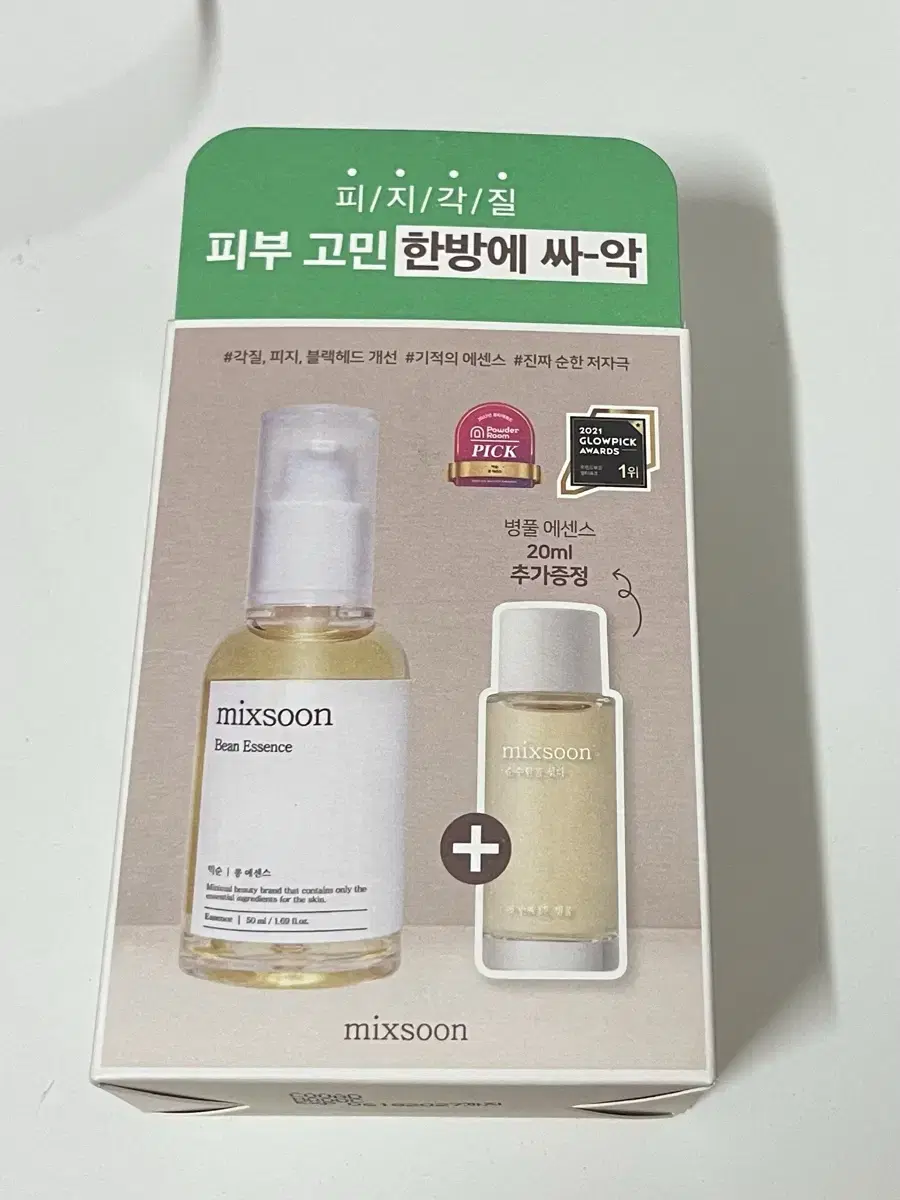 피/지/각/질
피부 고민 한방에 싸-악
#각질, 피지, 블랙헤드 개선 #기적의 에센스 #진짜 순한 저자극
Powder
Room
PICK
2021
GLOWPICK
AWARDS
1위
병풀 에센스
20ml
추가증정
mixsoon
Bean Essence
믹순 | 콩 에센스
Minimal beauty brand that contains only the
essential ingredients for the skin.
Essence | 50 ml / 1.69 fl.oz.
mixsoon
+
mixsoon